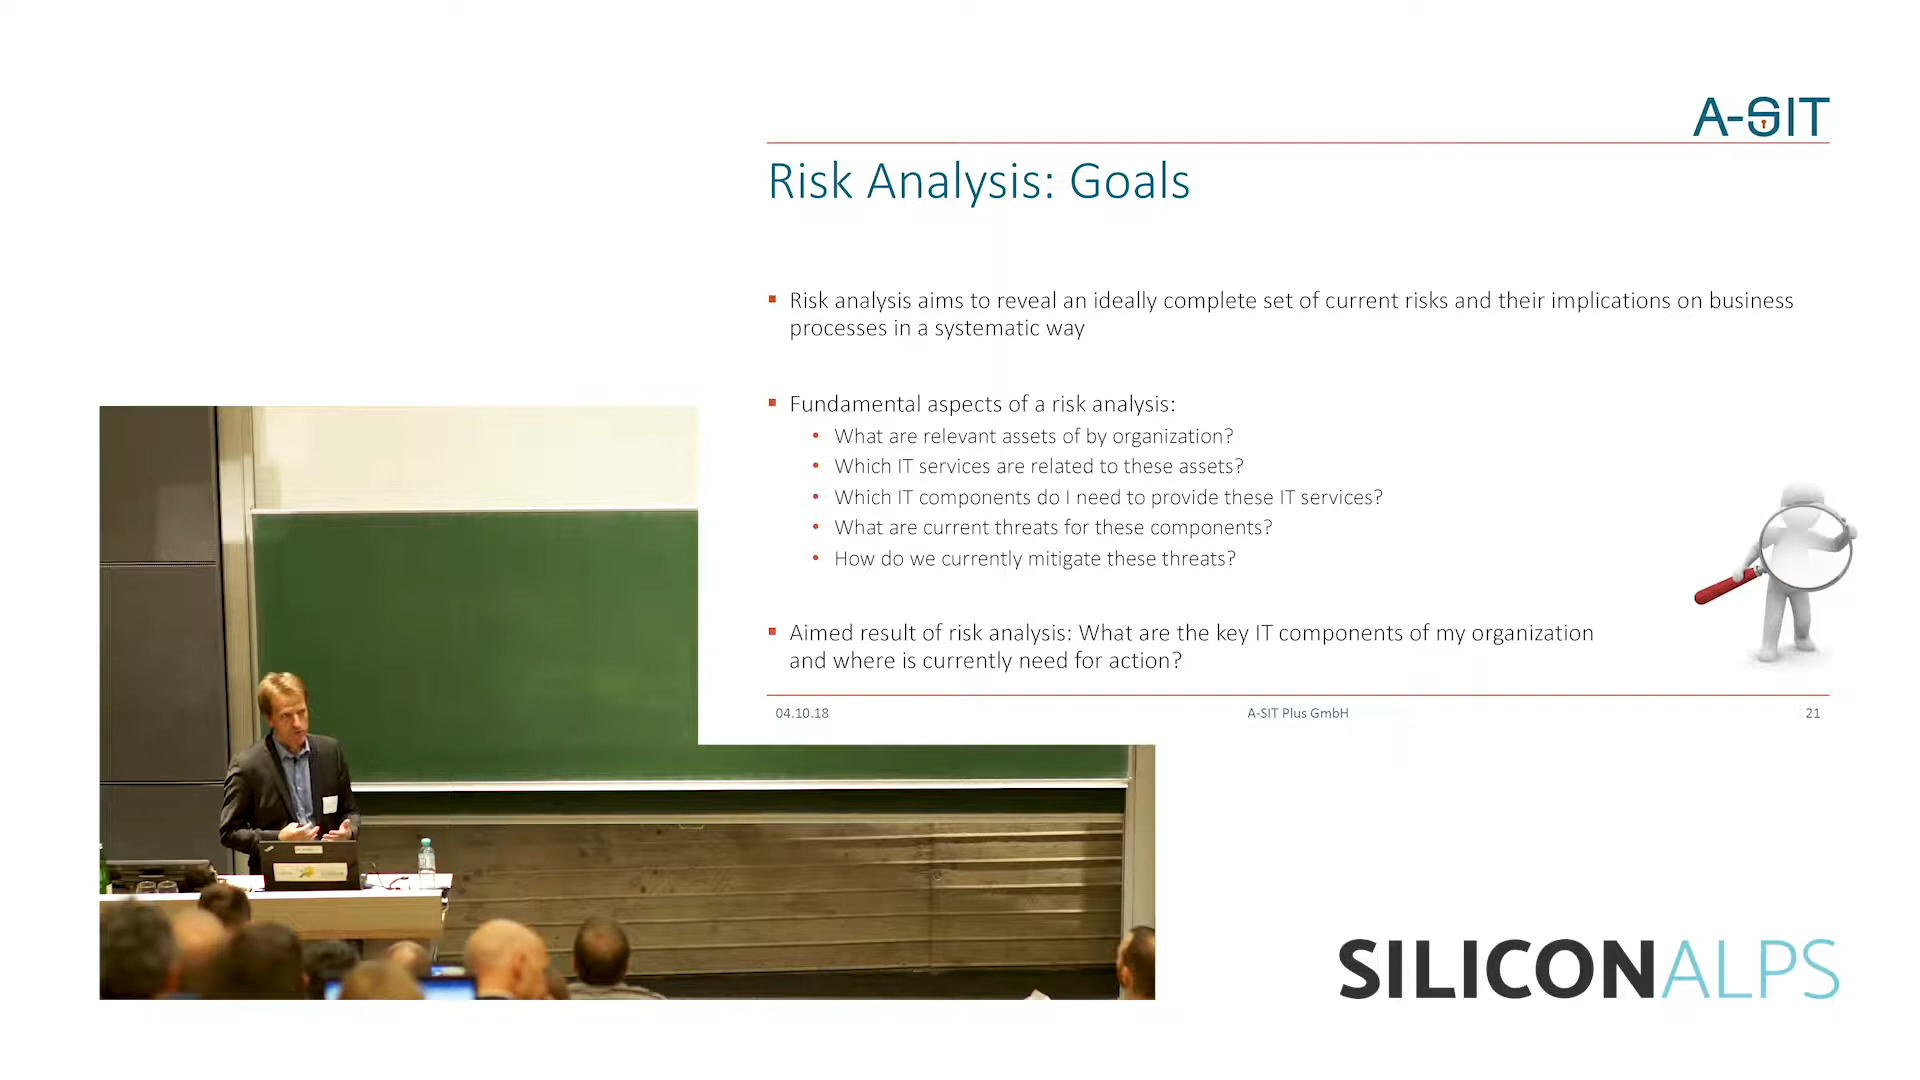 A-SIT
Risk Analysis: Goals
Risk analysis aims to reveal an ideally complete set of current risks and their implications on business
processes in a systematic way
Fundamental aspects of a risk analysis:
What are relevant assets of by organization?
Which IT services are related to these assets?
Which IT components do I need to provide these IT services?
What are current threats for these components?
How do we currently mitigate these threats?
Aimed result of risk analysis: What are the key IT components of my organization
and where is currently need for action?
04.10.18 A-SIT Plus GmbH 21
SILICONALPS